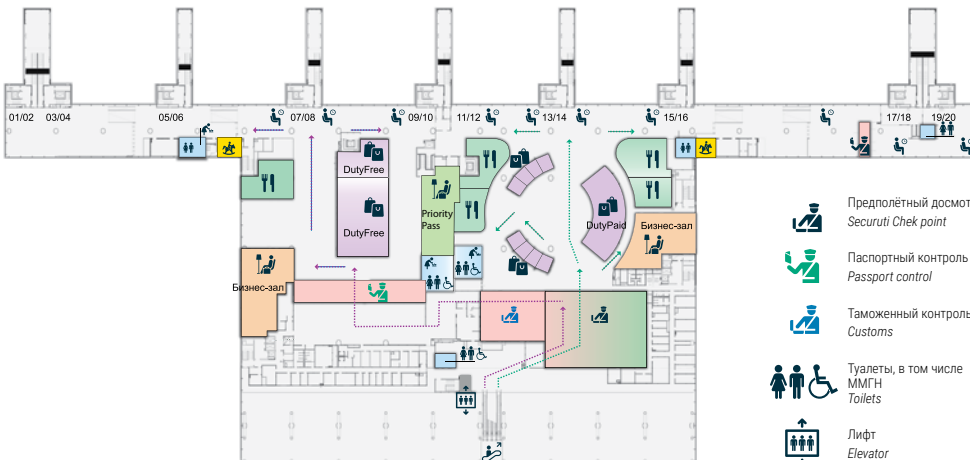 01/02 03/04 05/06 07/08 09/10 11/12 13/14 15/16 17/18 19/20
DutyFree
DutyFree
Priority
Pass
DutyPaid
Бизнес-зал
Бизнес-зал
Предполётный досмот
Securuti Chek point
Паспортный контроль
Passport control
Таможенный контроль
Customs
Туалеты, в том числе
ММГН
Toilets
Лифт
Elevator